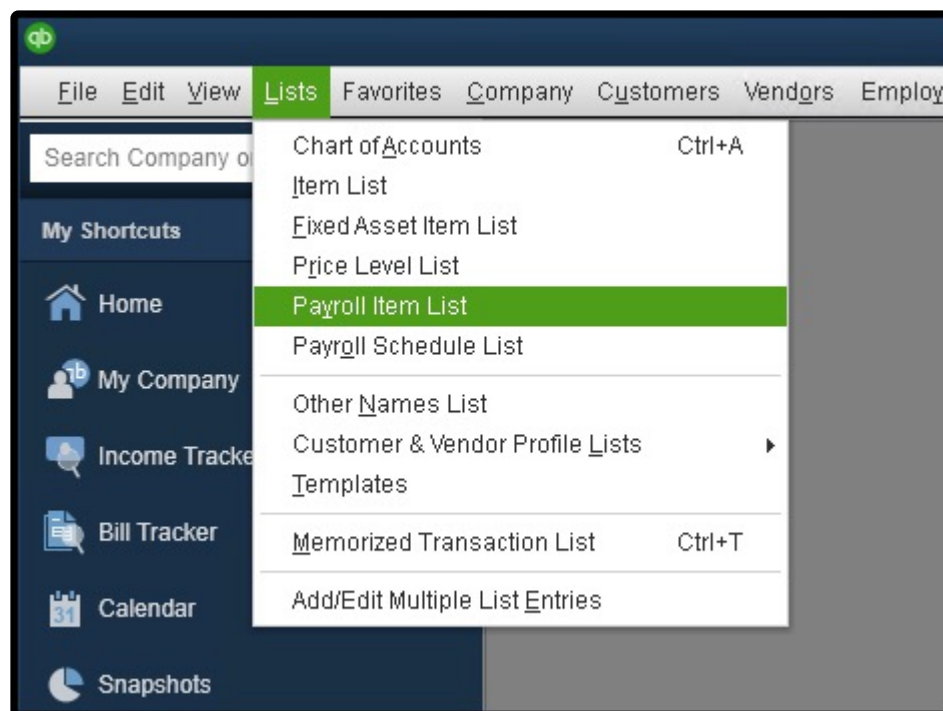 qb
File Edit View Lists Favorites Company Customers Vendors Employ
Search Company o
My Shortcuts
Home
My Company
Income Tracke
Bill Tracker
31
Calendar
Snapshots
Chart of Accounts Ctrl+A
Item List
Fixed Asset Item List
Price Level List
Payroll Item List
Payroll Schedule List
Other Names List
Customer & Vendor Profile Lists
Templates
Memorized Transaction List Ctrl+T
Add/Edit Multiple List Entries